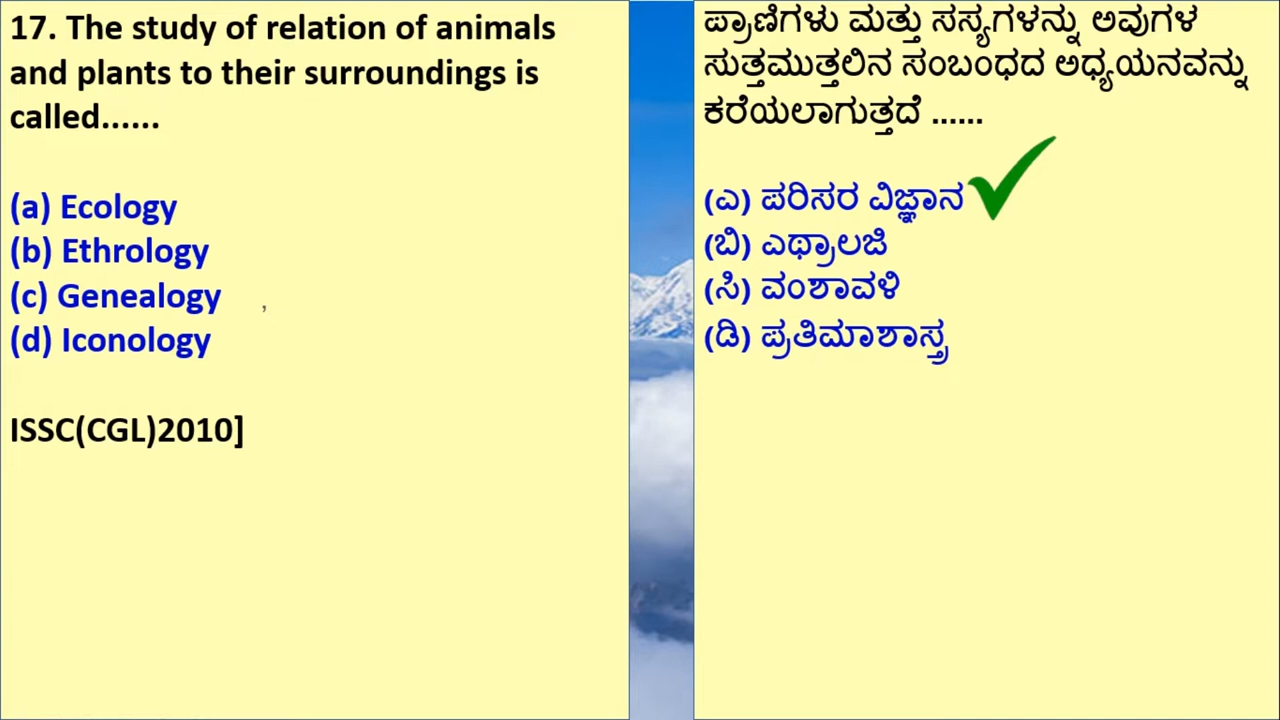 17. The study of relation of animals
and plants to their surroundings is
called......
(a) Ecology
(b) Ethrology
(c) Genealogy ,
(d) Iconology
ISSC(CGL)2010]
ಪ್ರಾಣಿಗಳು ಮತ್ತು ಸಸ್ಯಗಳನ್ನು ಅವುಗಳ
ಸುತ್ತಮುತ್ತಲಿನ ಸಂಬಂಧದ ಅಧ್ಯಯನವನ್ನು
ಕರೆಯಲಾಗುತ್ತದೆ ......
(ಎ) ಪರಿಸರ ವಿಜ್ಞಾನ
(ಬಿ) ಎಥ್ರಾಲಜಿ
(ಸಿ) ವಂಶಾವಳಿ
(ಡಿ) ಪ್ರತಿಮಾಶಾಸ್ತ್ರ